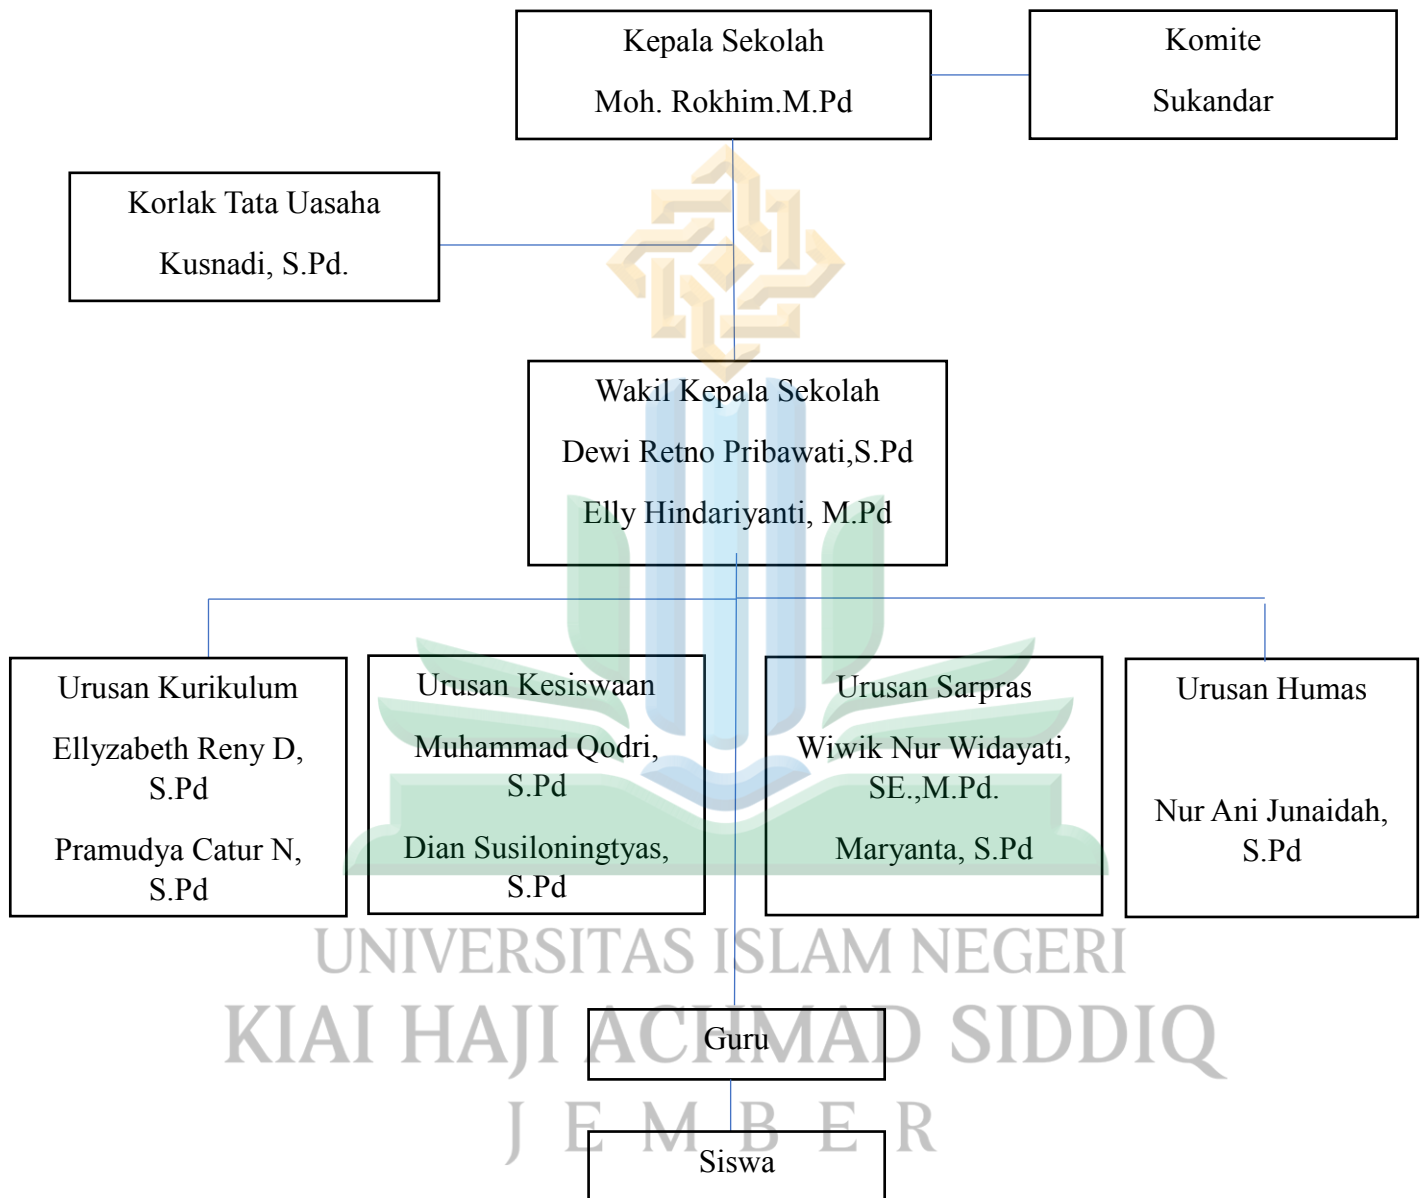 Kepala Sekolah
Moh. Rokhim.M.Pd
Komite
Sukandar
Korlak Tata Uasaha
Kusnadi, S.Pd.
Wakil Kepala Sekolah
Dewi Retno Pribawati,S.Pd
Elly Hindariyanti, M.Pd
Urusan Kurikulum
Ellyzabeth Reny D,
S.Pd
Pramudya Catur N,
S.Pd
Urusan Kesiswaan
Muhammad Qodri,
S.Pd
Dian Susiloningtyas,
S.Pd
Urusan Sarpras
Wiwik Nur Widayati,
SE.,M.Pd.
Maryanta, S.Pd
Urusan Humas
Nur Ani Junaidah,
S.Pd
UNIVERSITAS ISLAM NEGERI
KIAI HAJI ACHMAD SIDDIQ
Guru
JEMBER
Siswa